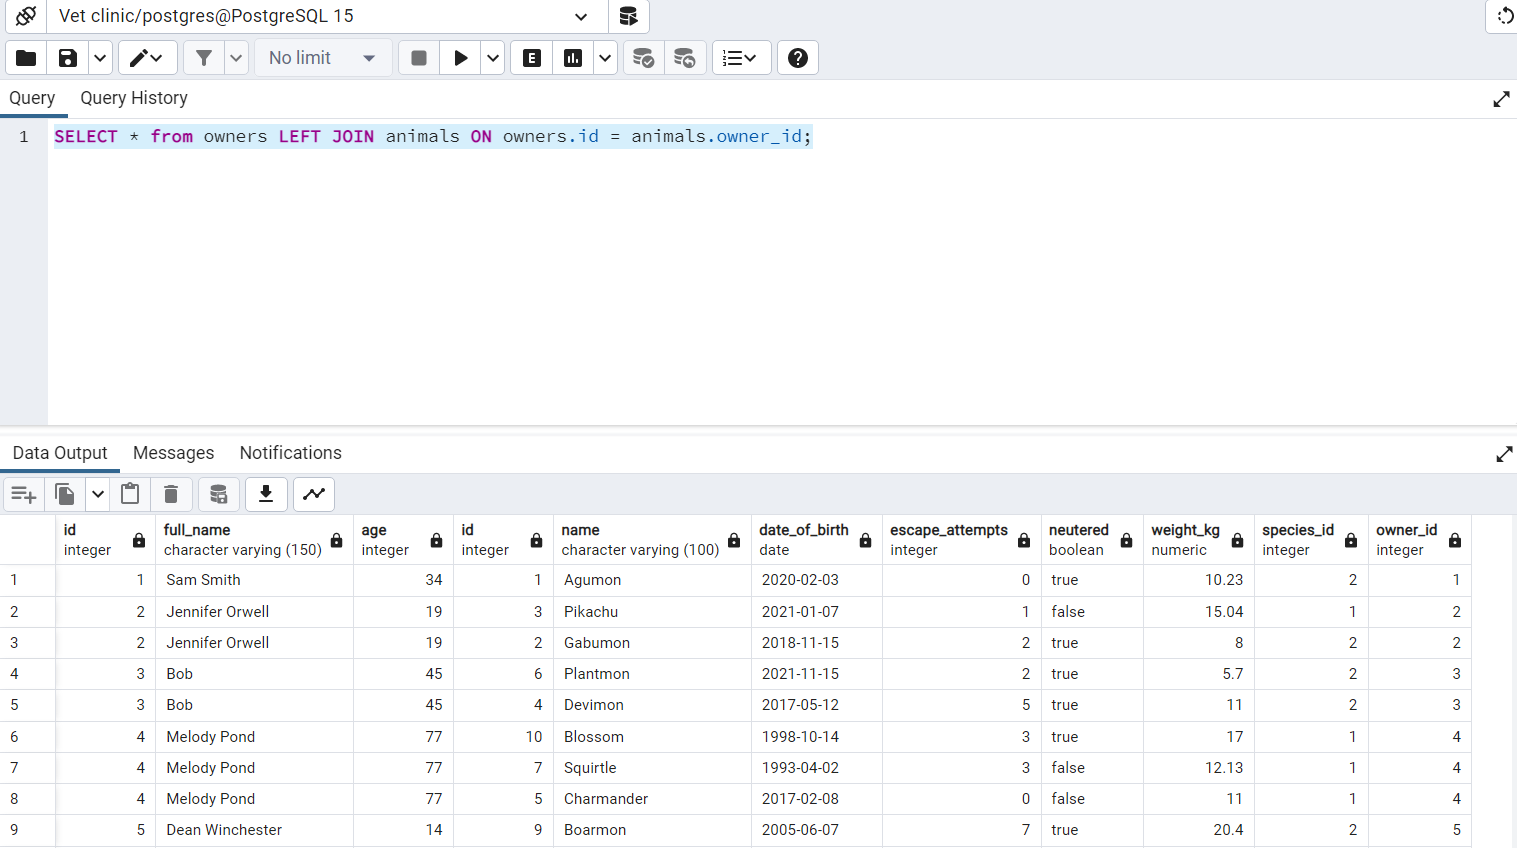 Vet clinic/postgres@PostgreSQL 15
No limit
E
Query Query History
1 SELECT * from owners LEFT JOIN animals ON owners.id = animals.owner_id;
Data Output Messages Notifications
id full_name age id name date_of_birth escape_attempts neutered weight_kg species_id owner_id
integer character varying (150) integer integer character varying (100) date integer boolean numeric integer integer
1 1 Sam Smith 34 1 Agumon 2020-02-03 0 true 10.23 2 1
2 2 Jennifer Orwell 19 3 Pikachu 2021-01-07 1 false 15.04 1 2
3 2 Jennifer Orwell 19 2 Gabumon 2018-11-15 2 true 8 2 2
4 3 Bob 45 6 Plantmon 2021-11-15 2 true 5.7 2 3
5 3 Bob 45 4 Devimon 2017-05-12 5 true 11 2 3
6 4 Melody Pond 77 10 Blossom 1998-10-14 3 true 17 1 4
7 4 Melody Pond 77 7 Squirtle 1993-04-02 3 false 12.13 1 4
8 4 Melody Pond 77 5 Charmander 2017-02-08 0 false 11 1 4
9 5 Dean Winchester 14 9 Boarmon 2005-06-07 7 true 20.4 2 5